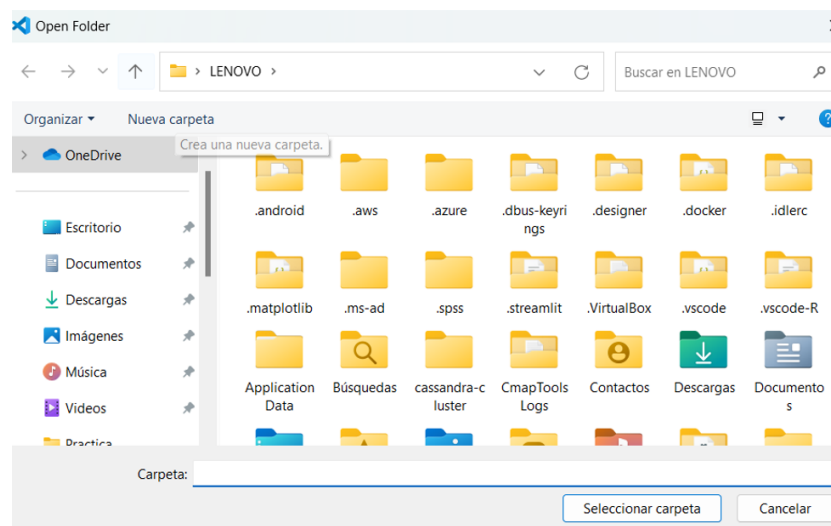 Open Folder
LENOVO
Buscar en LENOVO
Organizar
Nueva carpeta
Crea una nueva carpeta.
OneDrive
Escritorio
Documentos
Descargas
Imágenes
Música
Videos
Practica
.android
.aws
.azure
.dbus-keyri
ngs
.designer
.docker
.idlerc
.matplotlib
.ms-ad
.spss
.streamlit
.VirtualBox
.vscode
.vscode-R
Application
Data
Búsquedas
cassandra-c
luster
CmapTools
Logs
Contactos
Descargas
Documento
s
Carpeta:
Seleccionar carpeta
Cancelar